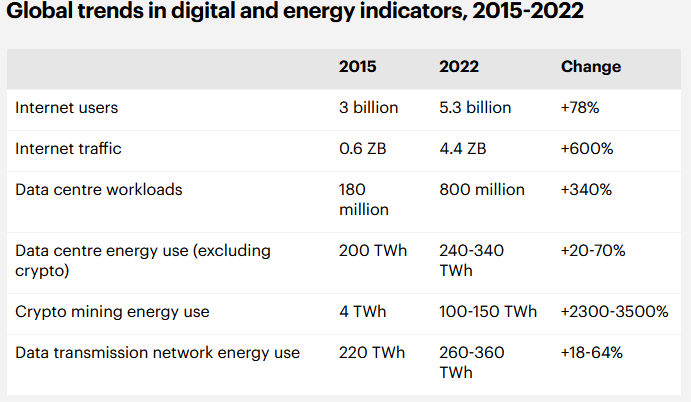 Global trends in digital and energy indicators, 2015-2022
2015 2022 Change
Internet users 3 billion 5.3 billion +78%
Internet traffic 0.6 ZB 4.4 ZB +600%
Data centre workloads 180 million 800 million +340%
Data centre energy use (excluding crypto) 200 TWh 240-340 TWh +20-70%
Crypto mining energy use 4 TWh 100-150 TWh +2300-3500%
Data transmission network energy use 220 TWh 260-360 TWh +18-64%